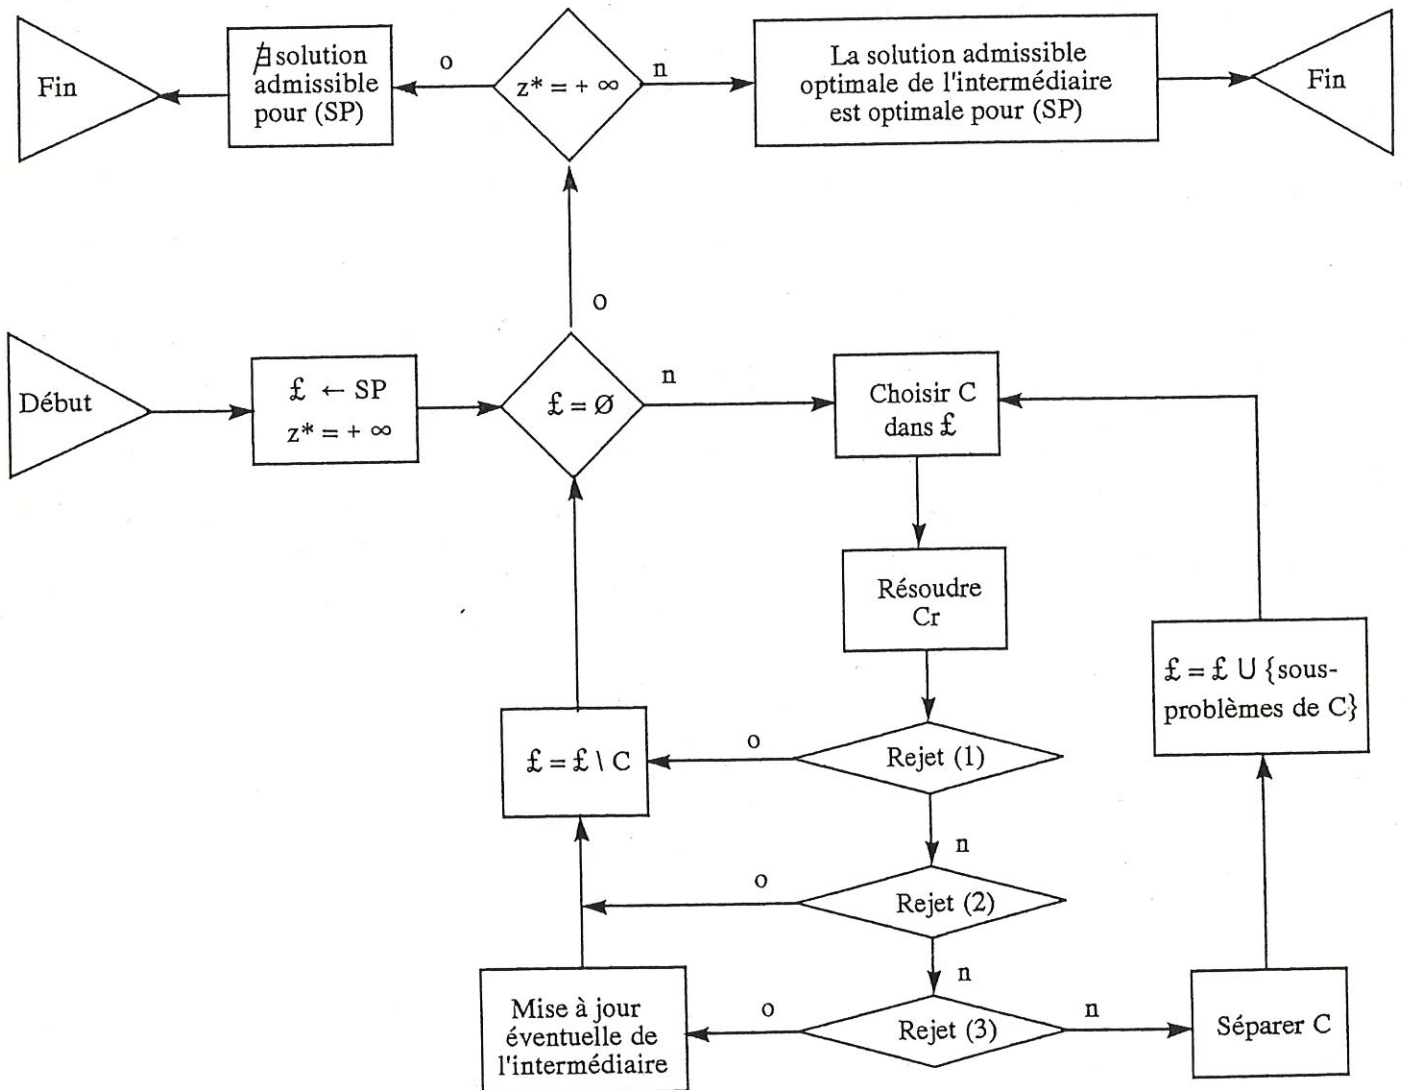 Fin
∄ solution
admissible
pour (SP)
o
z* = + ∞
n
La solution admissible
optimale de l'intermédiaire
est optimale pour (SP)
Fin
o
Début
£ ← SP
z* = + ∞
£ = Ø
n
Choisir C
dans £
Résoudre
Cr
£ = £ U {sous-
problèmes de C}
£ = £ \ C
o
Rejet (1)
n
o
Rejet (2)
n
Mise à jour
éventuelle de
l'intermédiaire
o
Rejet (3)
n
Séparer C